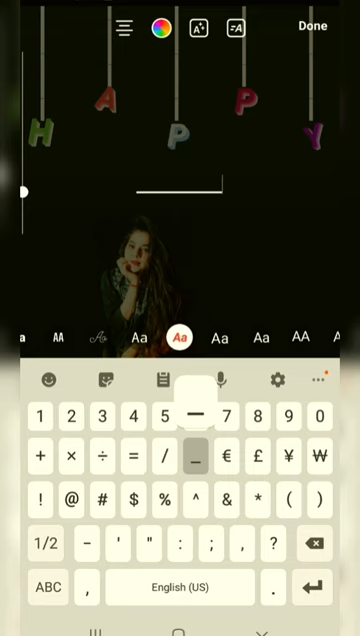 Done
H A P P Y
a AA Aa Aa Aa Aa Aa AA A
1 2 3 4 5 _ 7 8 9 0
+ × ÷ = / _ € £ ¥ ₩
! @ # $ % ^ & * ( )
1/2 - ' " : ; , ?
ABC , English (US) .